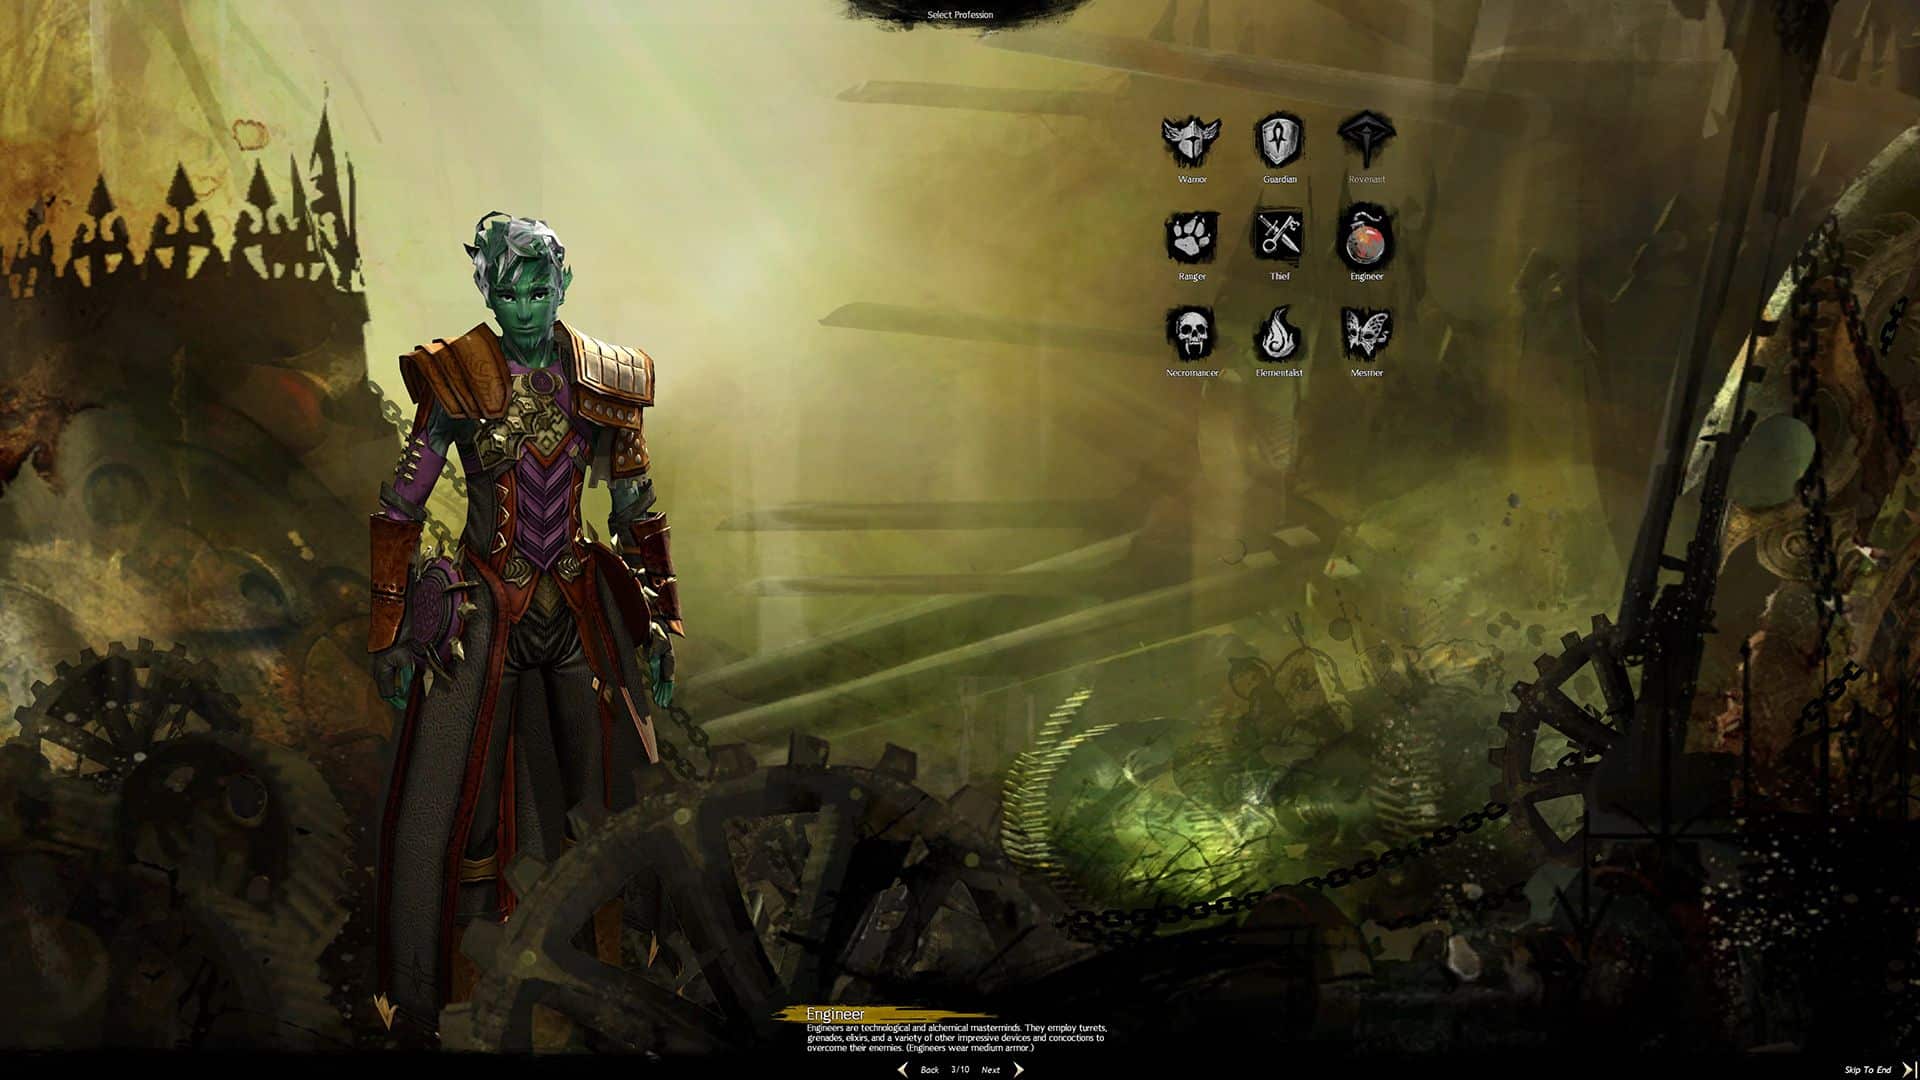 Select Profession
Warrior Guardian Revenant
Ranger Thief Engineer
Necromancer Elementalist Mesmer
Engineer
Engineers are technological and alchemical masterminds. They employ turrets,
grenades, elixirs, and a variety of other impressive devices and concoctions to
overcome their enemies. (Engineers wear medium armor.)
Back 3/10 Next
Skip To End